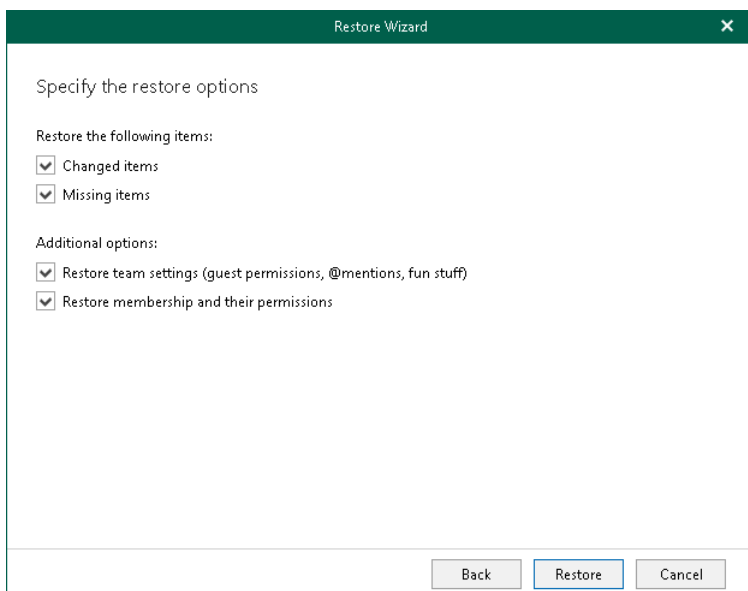 Restore Wizard
Specify the restore options
Restore the following items:
Changed items
Missing items
Additional options:
Restore team settings (guest permissions, @mentions, fun stuff)
Restore membership and their permissions
Back Restore Cancel